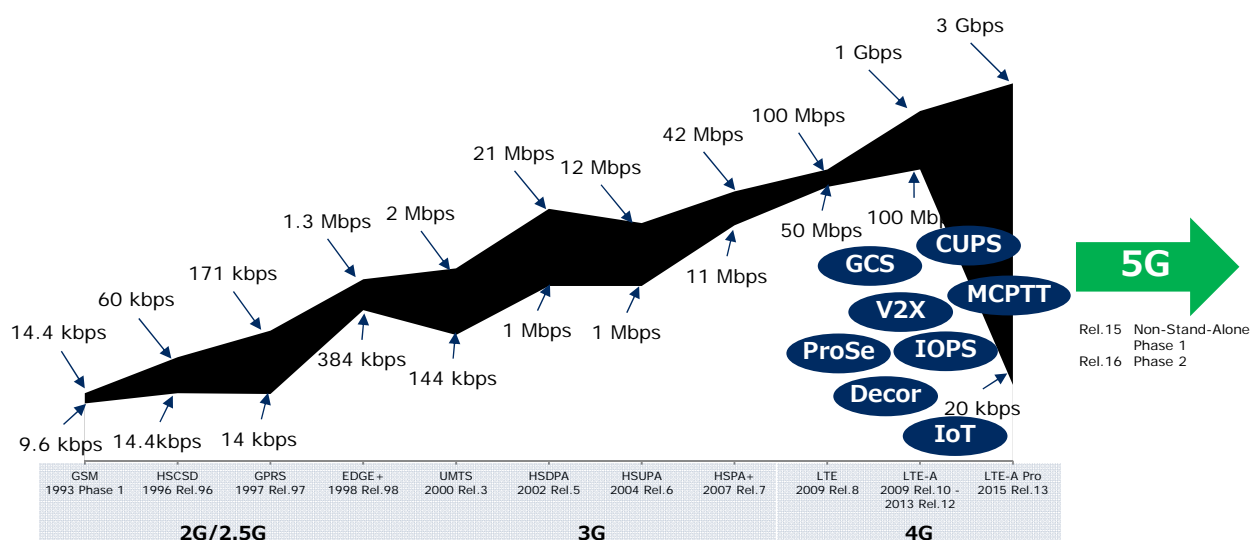 3 Gbps
1 Gbps
100 Mbps
42 Mbps
21 Mbps
12 Mbps
1.3 Mbps
2 Mbps
171 kbps
60 kbps
14.4 kbps
9.6 kbps
14.4kbps
14 kbps
384 kbps
144 kbps
1 Mbps
1 Mbps
11 Mbps
50 Mbps
100
20 kbps
CUPS
GCS
MCPTT
V2X
ProSe
IOPS
Decor
IoT
5G
Rel.15 Non-Stand-Alone
Phase 1
Rel.16 Phase 2
GSM
1993 Phase 1
HSCSD
1996 Rel.96
GPRS
1997 Rel.97
EDGE+
1998 Rel.98
UMTS
2000 Rel.3
HSDPA
2002 Rel.5
HSUPA
2004 Rel.6
HSPA+
2007 Rel.7
LTE
2009 Rel.8
LTE-A
2009 Rel.10 -
2013 Rel.12
LTE-A Pro
2015 Rel.13
2G/2.5G
3G
4G